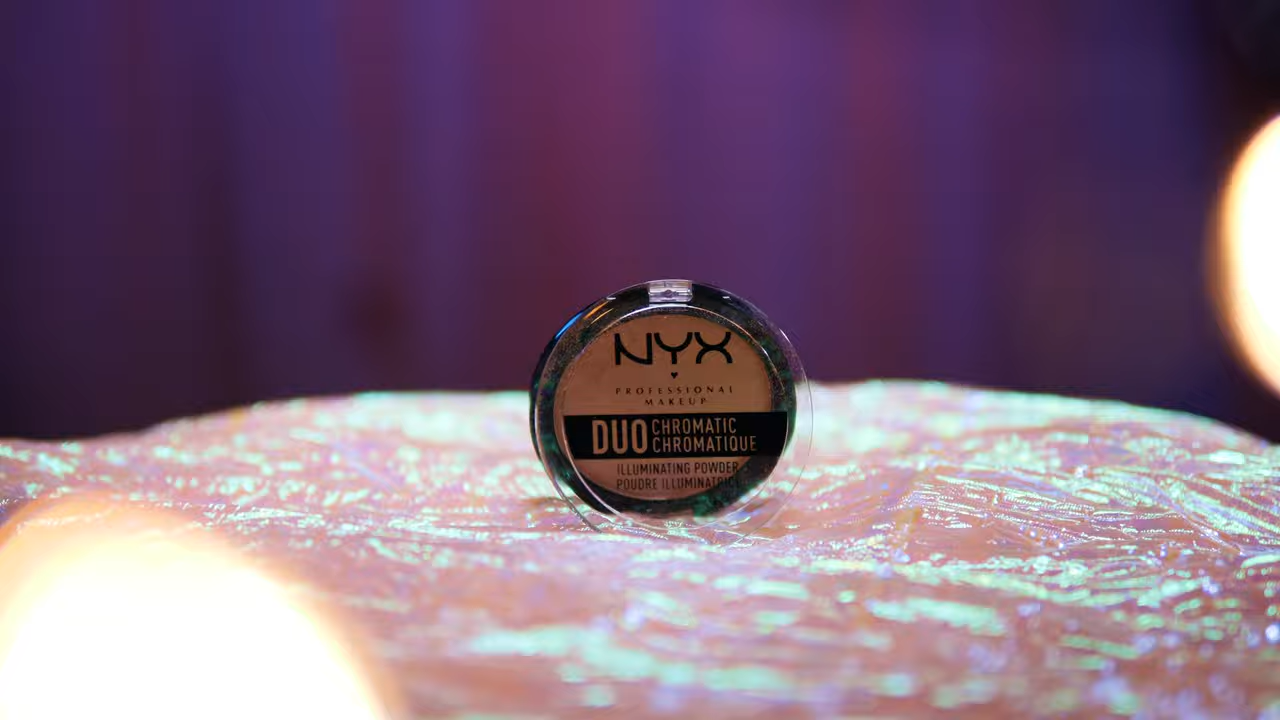 NYX
PROFESSIONAL
MAKEUP
DUO CHROMATIC
CHROMATIQUE
ILLUMINATING POWDER
POUDRE ILLUMINATRICE